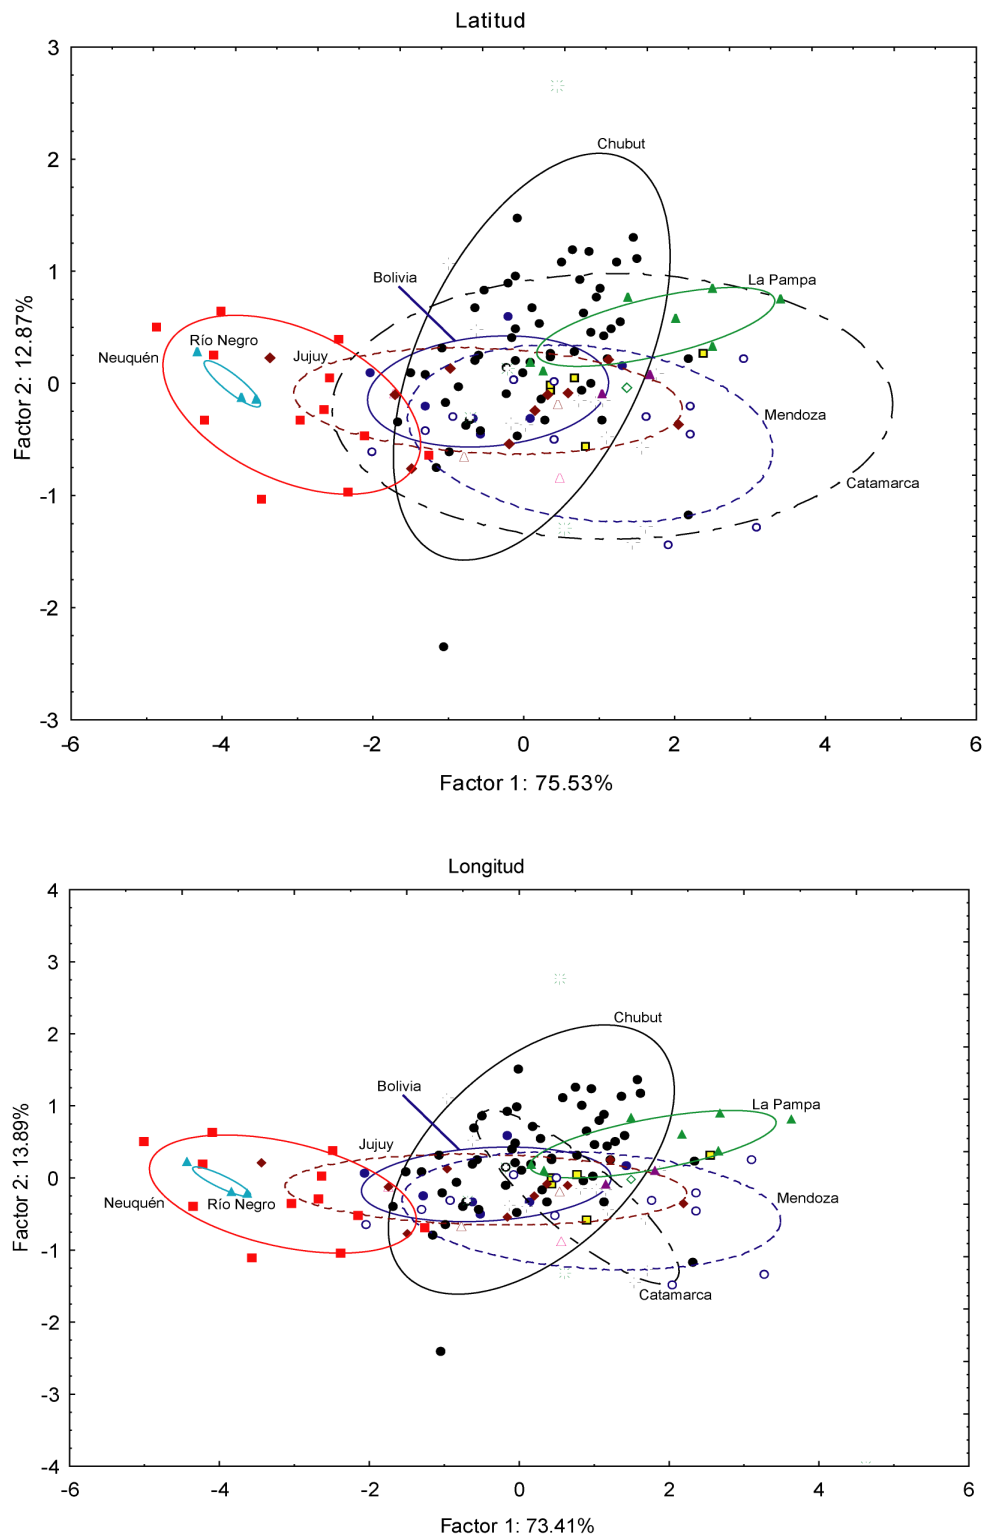 Latitud
3
2
1
0
-1
-2
-3
-6
-4
-2
0
2
4
6
Factor 2: 12.87%
Factor 1: 75.53%
Chubut
Bolivia
La Pampa
Río Negro
Neuquén
Jujuy
Mendoza
Catamarca
Longitud
4
3
2
1
0
-1
-2
-3
-4
-6
-4
-2
0
2
4
6
Factor 2: 13.89%
Factor 1: 73.41%
Chubut
Bolivia
La Pampa
Jujuy
Neuquén
Río Negro
Mendoza
Catamarca